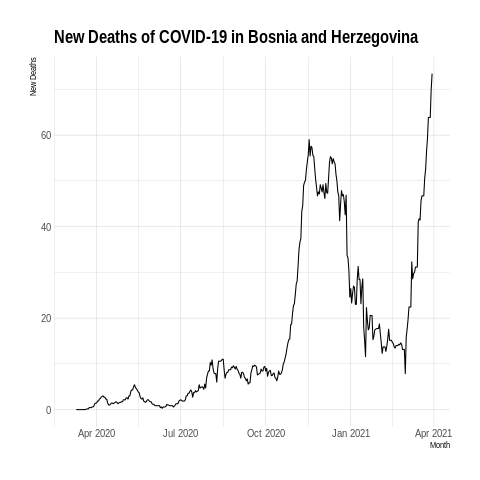 New Deaths of COVID-19 in Bosnia and Herzegovina
New Deaths
60
40
20
0
Apr 2020 Jul 2020 Oct 2020 Jan 2021 Apr 2021
Month